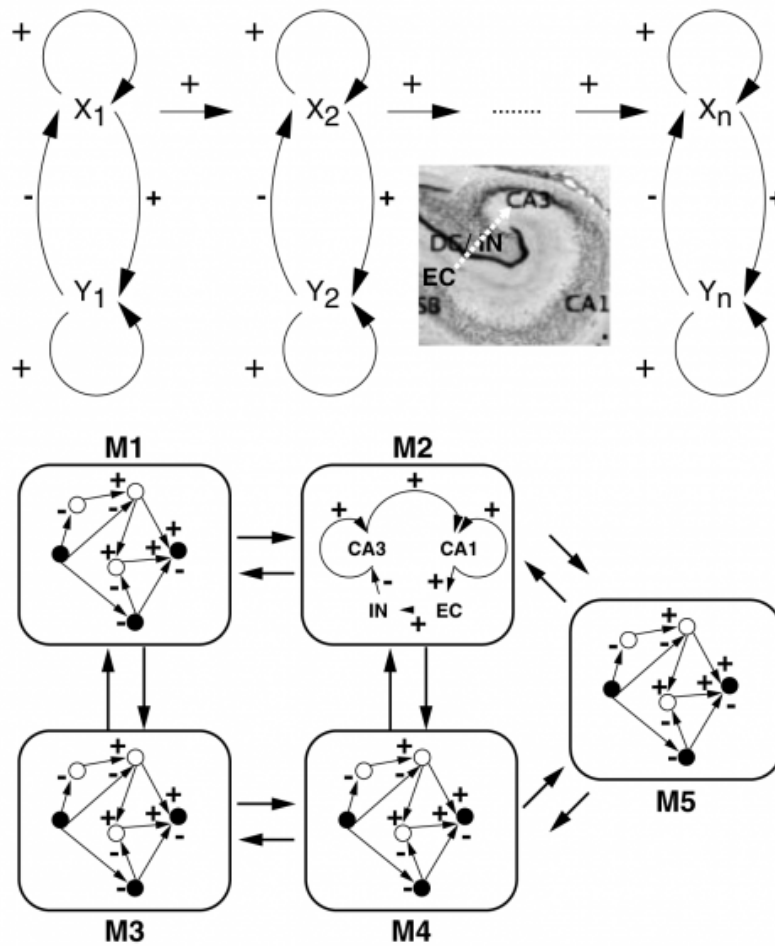 + + +
+ + +
X1 X2 ........ Xn
- + - + - +
CA3
DG/IN
EC
SB CA1
Y1 Y2 Yn
+ + +
M1 M2
+ - + + + - +
+ + +
CA3 CA1
- +
IN EC
+
- -
M5
+ - + + + - -
- -
+ - + + + - -
- -
+ - + + + - -
- -
M3 M4